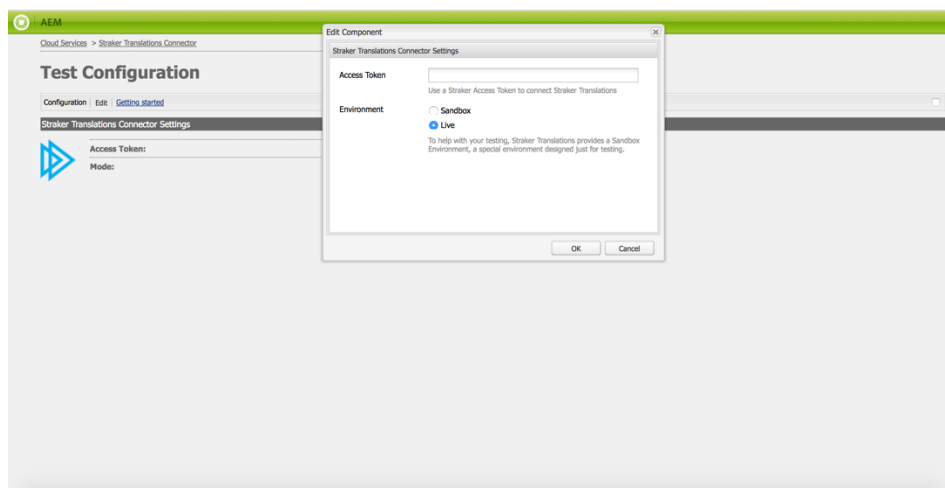 AEM
Cloud Services > Straker Translations Connector
Test Configuration
Configuration Edit Getting started
Straker Translations Connector Settings
Access Token:
Mode:
Edit Component
Straker Translations Connector Settings
Access Token
Use a Straker Access Token to connect Straker Translations
Environment
Sandbox
Live
To help with your testing, Straker Translations provides a Sandbox
Environment, a special environment designed just for testing.
OK Cancel